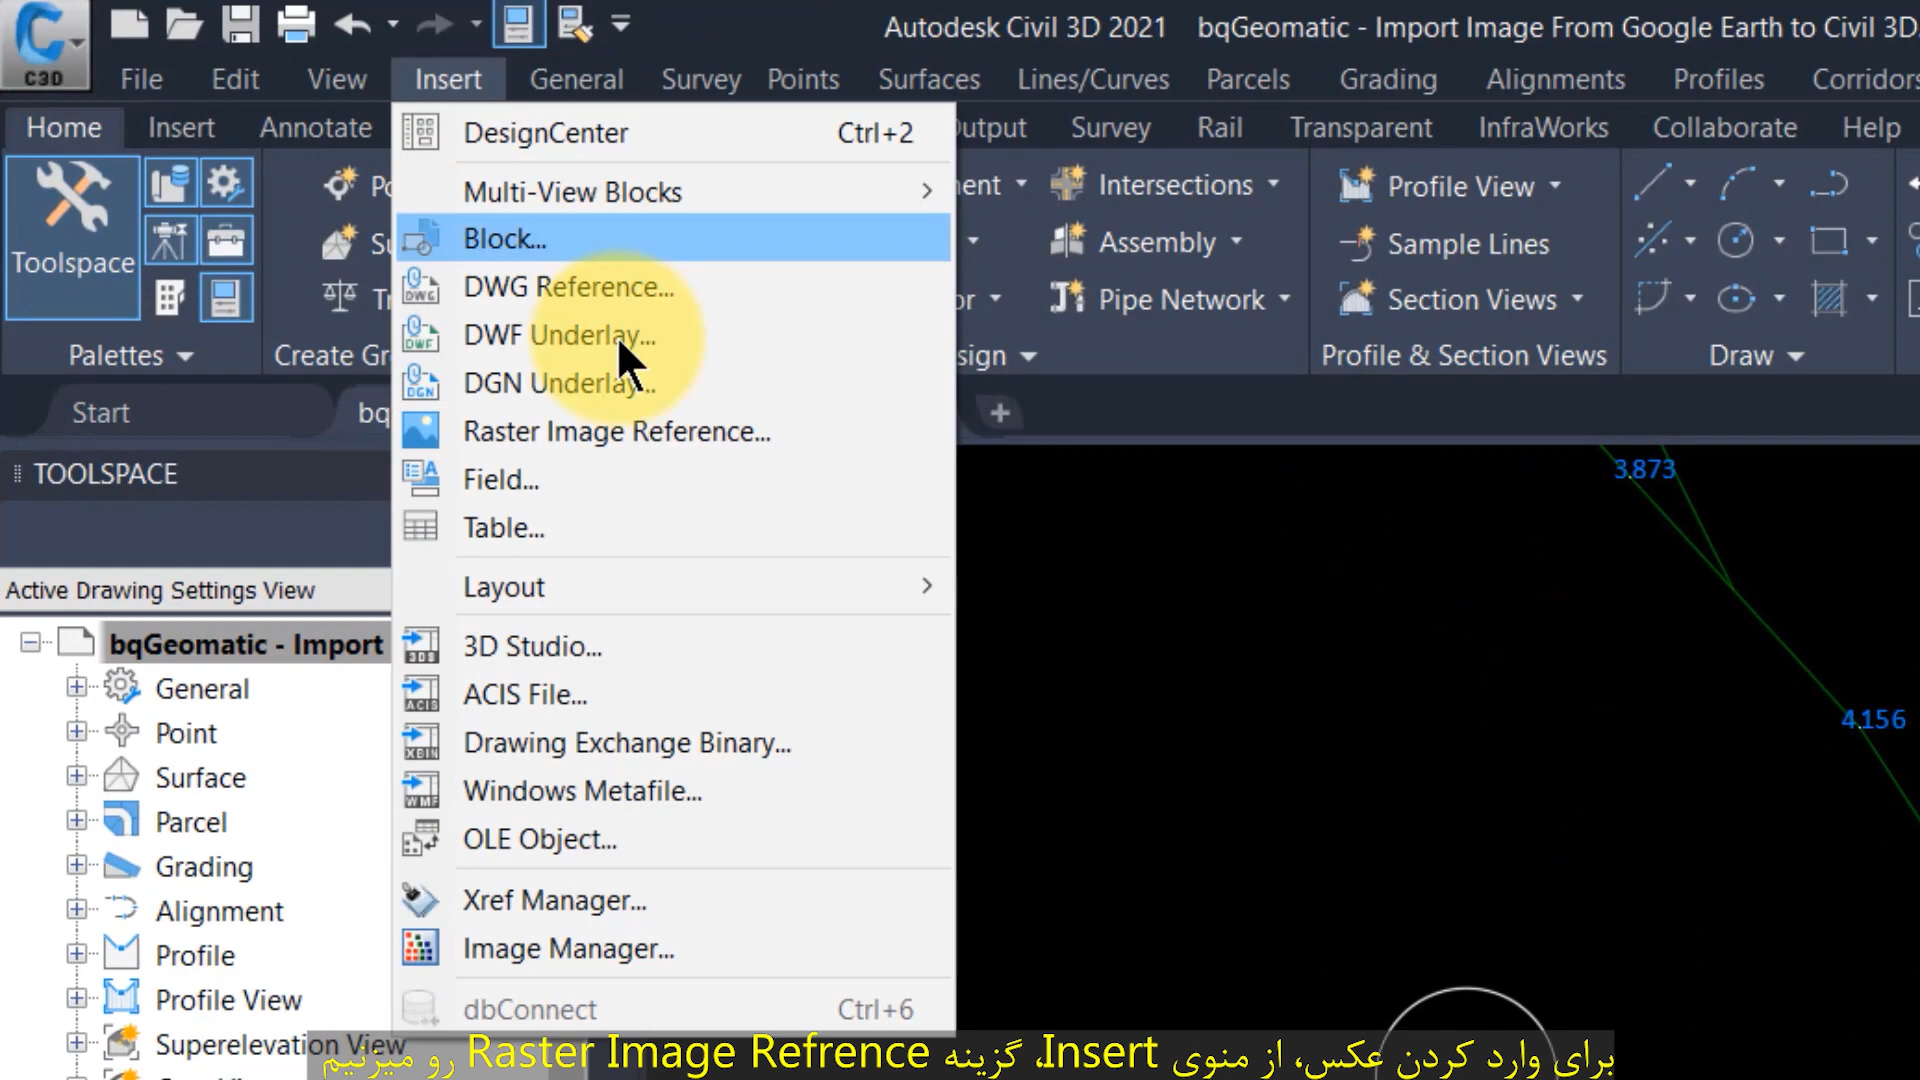 Autodesk Civil 3D 2021 bqGeomatic - Import Image From Google Earth to Civil 3D
C3D
File Edit View Insert General Survey Points Surfaces Lines/Curves Parcels Grading Alignments Profiles Corridors
Home Insert Annotate Output Survey Rail Transparent InfraWorks Collaborate Help
DesignCenter Ctrl+2
Multi-View Blocks
Block...
DWG Reference...
DWF Underlay...
DGN Underlay...
Raster Image Reference...
Field...
Table...
Layout
3D Studio...
ACIS File...
Drawing Exchange Binary...
Windows Metafile...
OLE Object...
Xref Manager...
Image Manager...
dbConnect Ctrl+6
Toolspace
Palettes
Create Gr
Intersections
Assembly
Pipe Network
sign
Profile View
Sample Lines
Section Views
Profile & Section Views
Draw
Start
bq
TOOLSPACE
Active Drawing Settings View
bqGeomatic - Import
General
Point
Surface
Parcel
Grading
Alignment
Profile
Profile View
Superelevation View
3.873
4.156
برای وارد کردن عکس، از منوی Insert، گزینه Raster Image Refrence رو میزنیم